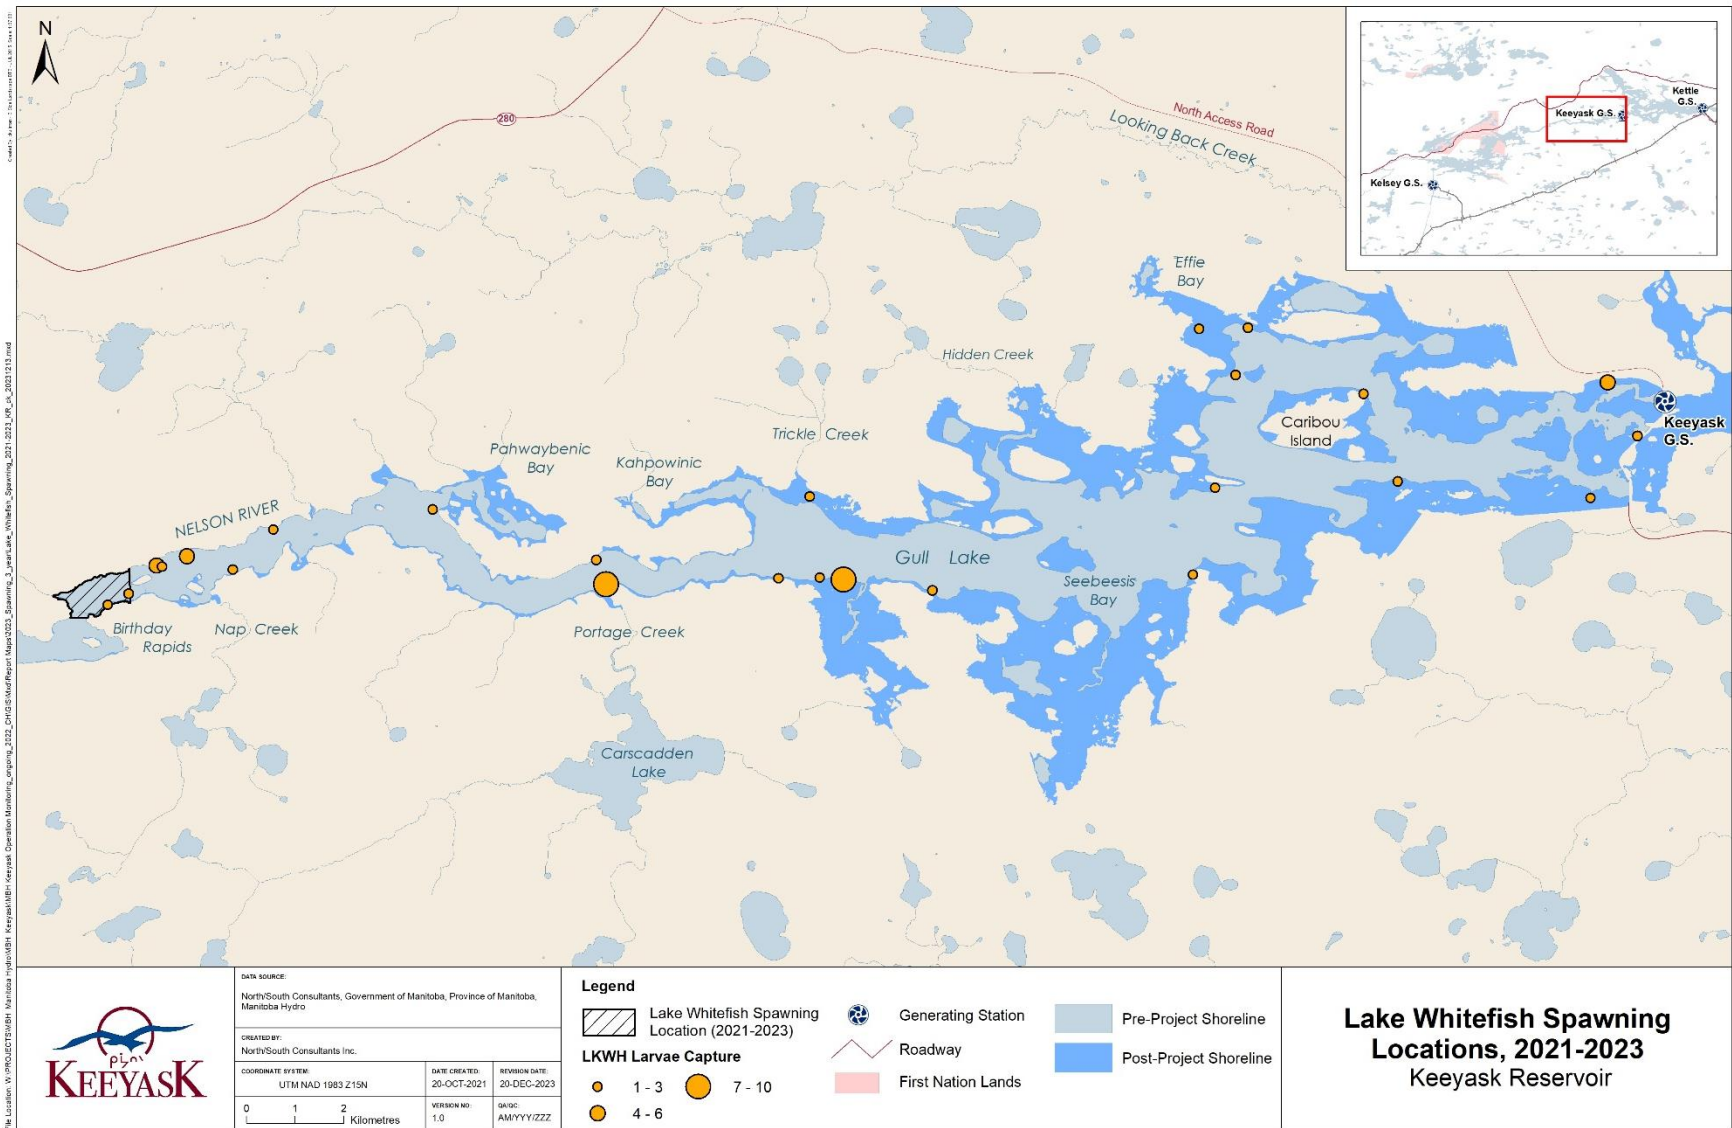 N
280
North Access Road
Looking Back Creek
Kettle
G.S.
Keeyask G.S.
Kelsey G.S.
Effie
Bay
Hidden Creek
Caribou
Island
Keeyask
G.S.
Trickle Creek
Pahwaybenic
Bay
Kahpowinic
Bay
NELSON RIVER
Gull Lake
Seebeesis
Bay
Birthday
Rapids
Nap Creek
Portage Creek
Carscadden
Lake
KEEYASK
DATA SOURCE:
North/South Consultants, Government of Manitoba, Province of Manitoba,
Manitoba Hydro
CREATED BY:
North/South Consultants Inc.
COORDINATE SYSTEM:
UTM NAD 1983 Z15N
DATE CREATED:
20-OCT-2021
REVISION DATE:
20-DEC-2023
0 1 2
Kilometres
VERSION NO:
1.0
QA/QC:
AM/YYY/ZZZ
Legend
Lake Whitefish Spawning
Location (2021-2023)
LKWH Larvae Capture
1 - 3
7 - 10
4 - 6
Generating Station
Roadway
First Nation Lands
Pre-Project Shoreline
Post-Project Shoreline
Lake Whitefish Spawning
Locations, 2021-2023
Keeyask Reservoir